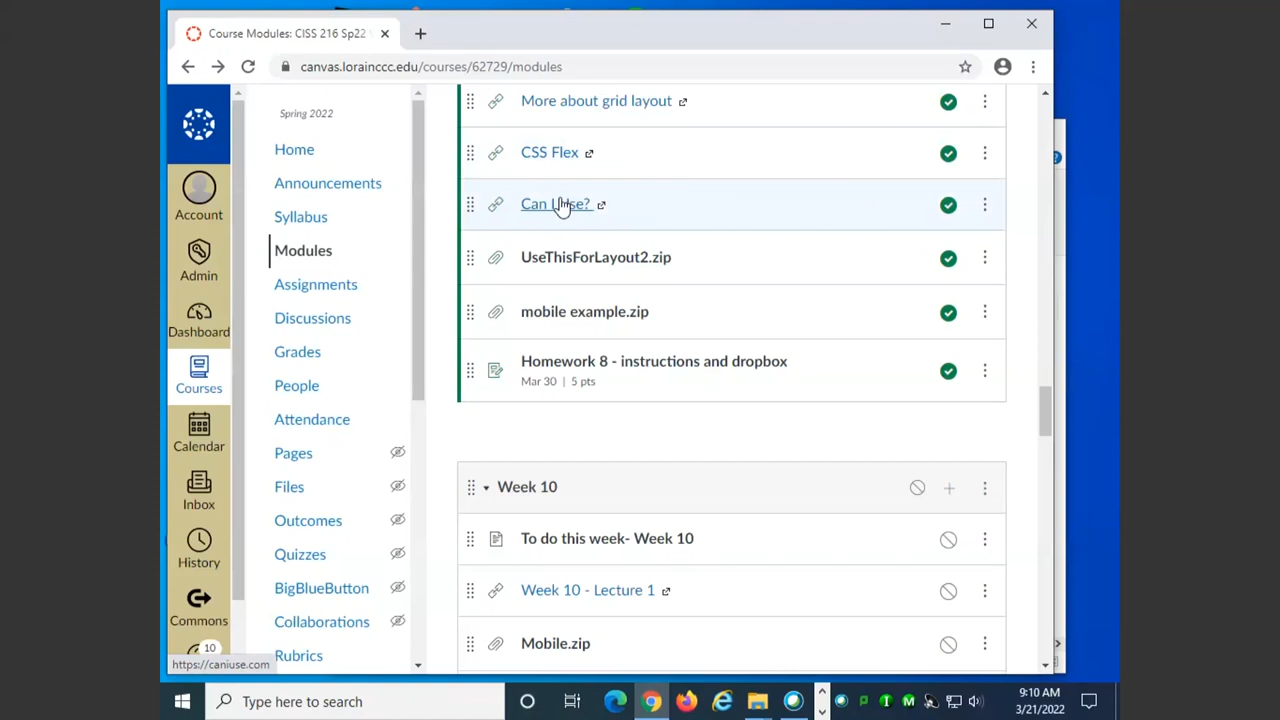 Course Modules: CISS 216 Sp22
canvas.lorainccc.edu/courses/62729/modules
Account
Admin
Dashboard
Courses
Calendar
Inbox
History
Commons
10
Spring 2022
Home
Announcements
Syllabus
Modules
Assignments
Discussions
Grades
People
Attendance
Pages
Files
Outcomes
Quizzes
BigBlueButton
Collaborations
Rubrics
More about grid layout
CSS Flex
Can I use?
UseThisForLayout2.zip
mobile example.zip
Homework 8 - instructions and dropbox
Mar 30 | 5 pts
Week 10
To do this week- Week 10
Week 10 - Lecture 1
Mobile.zip
https://caniuse.com
Type here to search
9:10 AM
3/21/2022